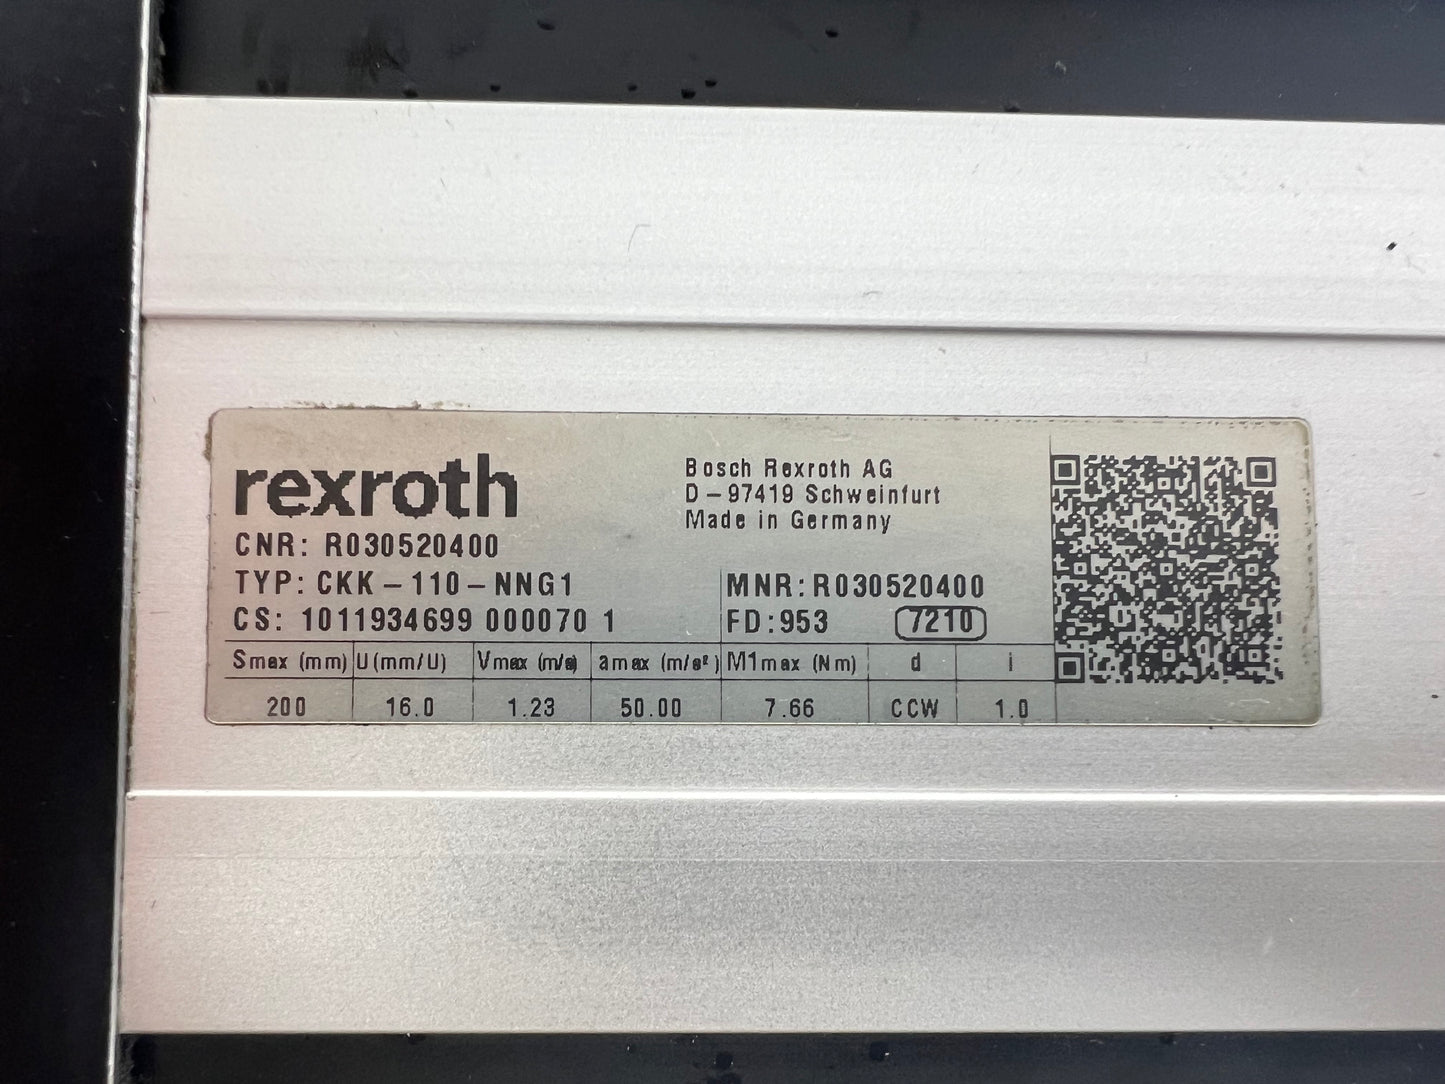 rexroth
Bosch Rexroth AG
D-97419 Schweinfurt
Made in Germany
CNR: R030520400
TYP: CKK-110-NNG1 MNR:R030520400
CS: 1011934699 000070 1 FD:953 7210
Smax (mm) U(mm/U) Vmax (m/s) amax (m/s²) M1max (Nm) d i
200 16.0 1.23 50.00 7.66 CCW 1.0